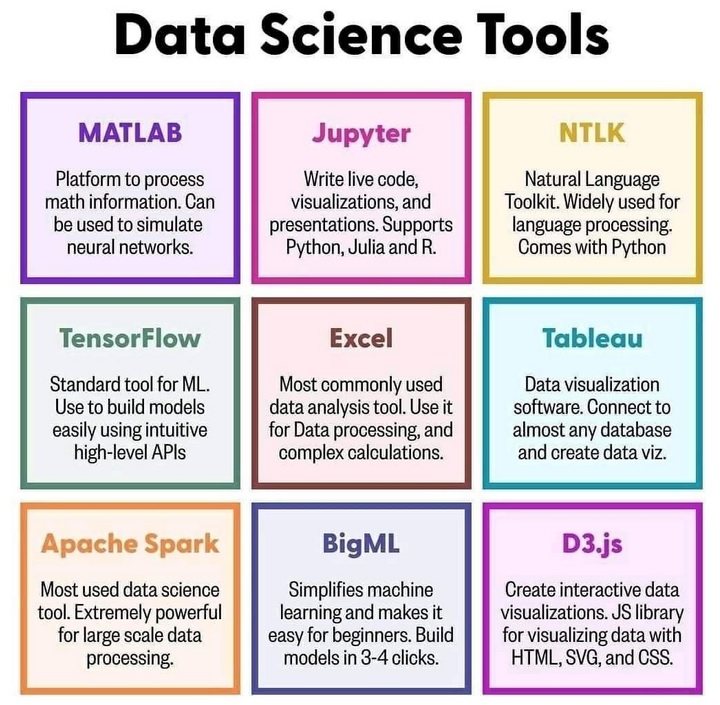 Data Science Tools
MATLAB
Platform to process
math information. Can
be used to simulate
neural networks.
Jupyter
Write live code,
visualizations, and
presentations. Supports
Python, Julia and R.
NTLK
Natural Language
Toolkit. Widely used for
language processing.
Comes with Python
TensorFlow
Standard tool for ML.
Use to build models
easily using intuitive
high-level APIs
Excel
Most commonly used
data analysis tool. Use it
for Data processing, and
complex calculations.
Tableau
Data visualization
software. Connect to
almost any database
and create data viz.
Apache Spark
Most used data science
tool. Extremely powerful
for large scale data
processing.
BigML
Simplifies machine
learning and makes it
easy for beginners. Build
models in 3-4 clicks.
D3.js
Create interactive data
visualizations. JS library
for visualizing data with
HTML, SVG, and CSS.